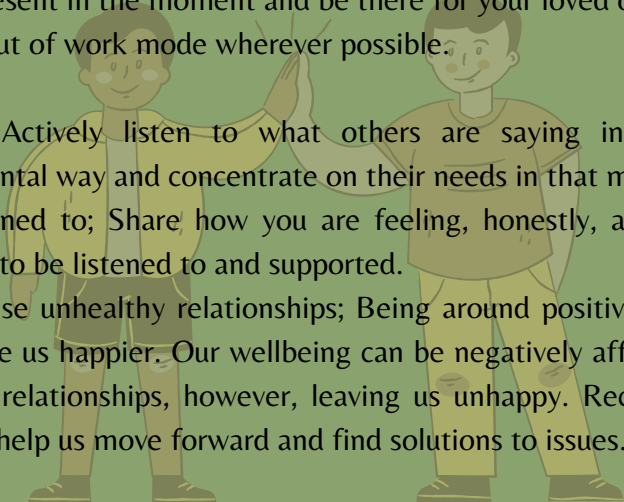 esent in the moment and be there for your loved o
ut of work mode wherever possible.
Actively listen to what others are saying in
ntal way and concentrate on their needs in that m
ned to; Share how you are feeling, honestly, a
to be listened to and supported.
se unhealthy relationships; Being around positiv
e us happier. Our wellbeing can be negatively aff
relationships, however, leaving us unhappy. Rec
help us move forward and find solutions to issues.